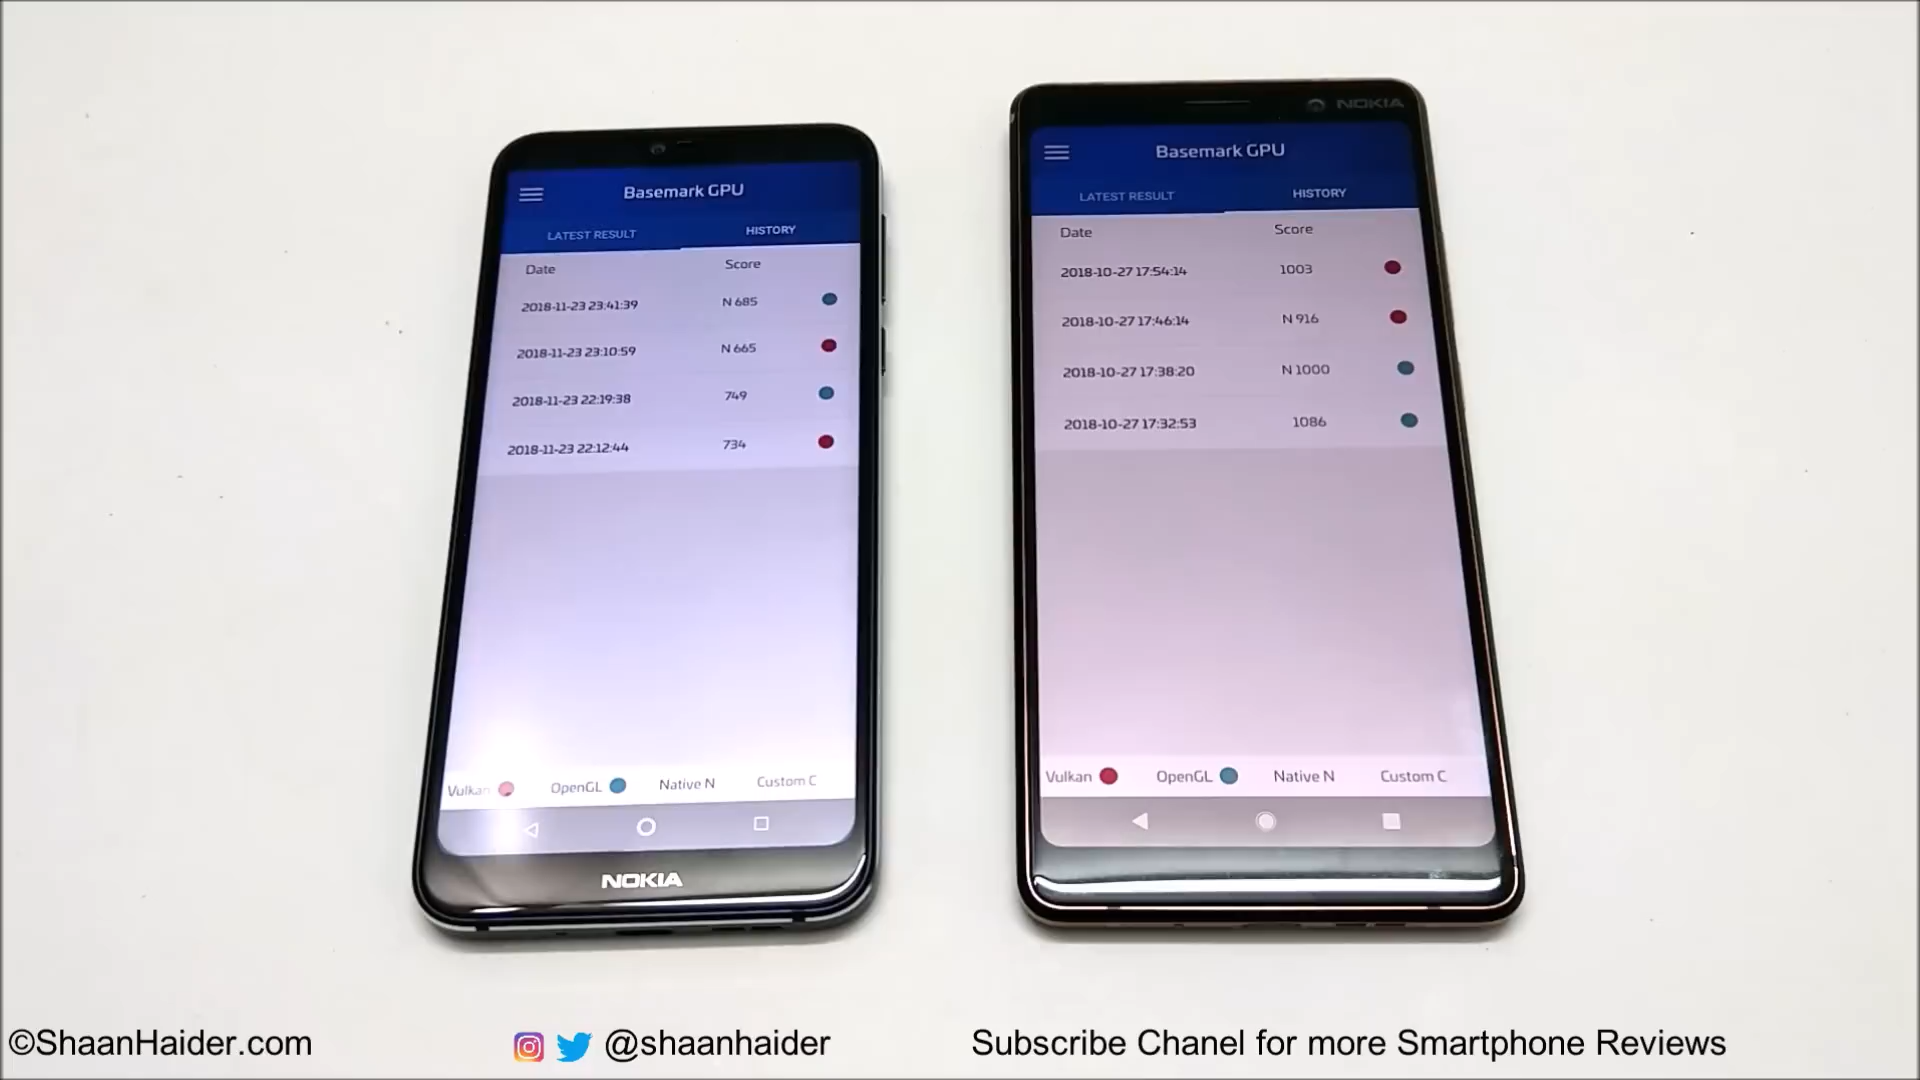 Basemark GPU
LATEST RESULT HISTORY
Date Score
2018-11-23 23:41:39 N 685
2018-11-23 23:10:59 N 665
2018-11-23 22:19:38 749
2018-11-23 22:12:44 734
Vulkan OpenGL Native N Custom C
NOKIA
NOKIA
Basemark GPU
LATEST RESULT HISTORY
Date Score
2018-10-27 17:54:14 1003
2018-10-27 17:46:14 N 916
2018-10-27 17:38:20 N 1000
2018-10-27 17:32:53 1086
Vulkan OpenGL Native N Custom C
©ShaanHaider.com @shaanhaider Subscribe Chanel for more Smartphone Reviews